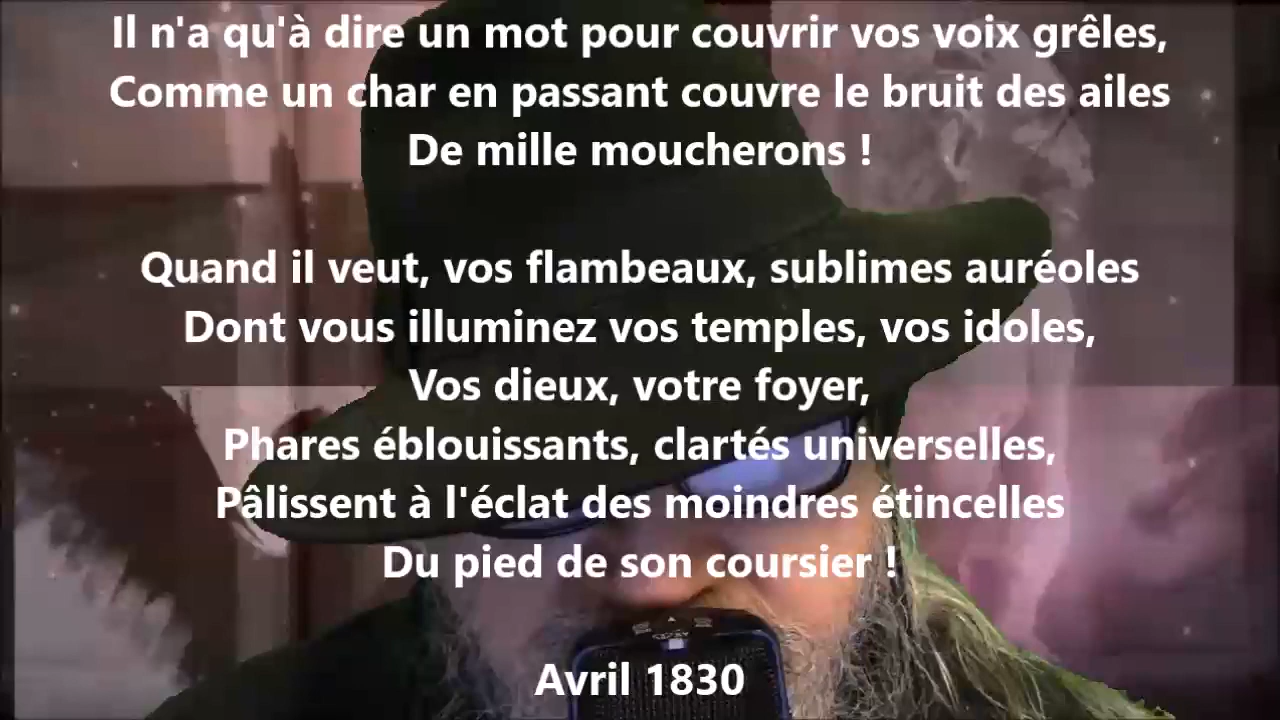 Il n'a qu'à dire un mot pour couvrir vos voix grêles,
Comme un char en passant couvre le bruit des ailes
De mille moucherons !
Quand il veut, vos flambeaux, sublimes auréoles
Dont vous illuminez vos temples, vos idoles,
Vos dieux, votre foyer,
Phares éblouissants, clartés universelles,
Pâlissent à l'éclat des moindres étincelles
Du pied de son coursier !
Avril 1830